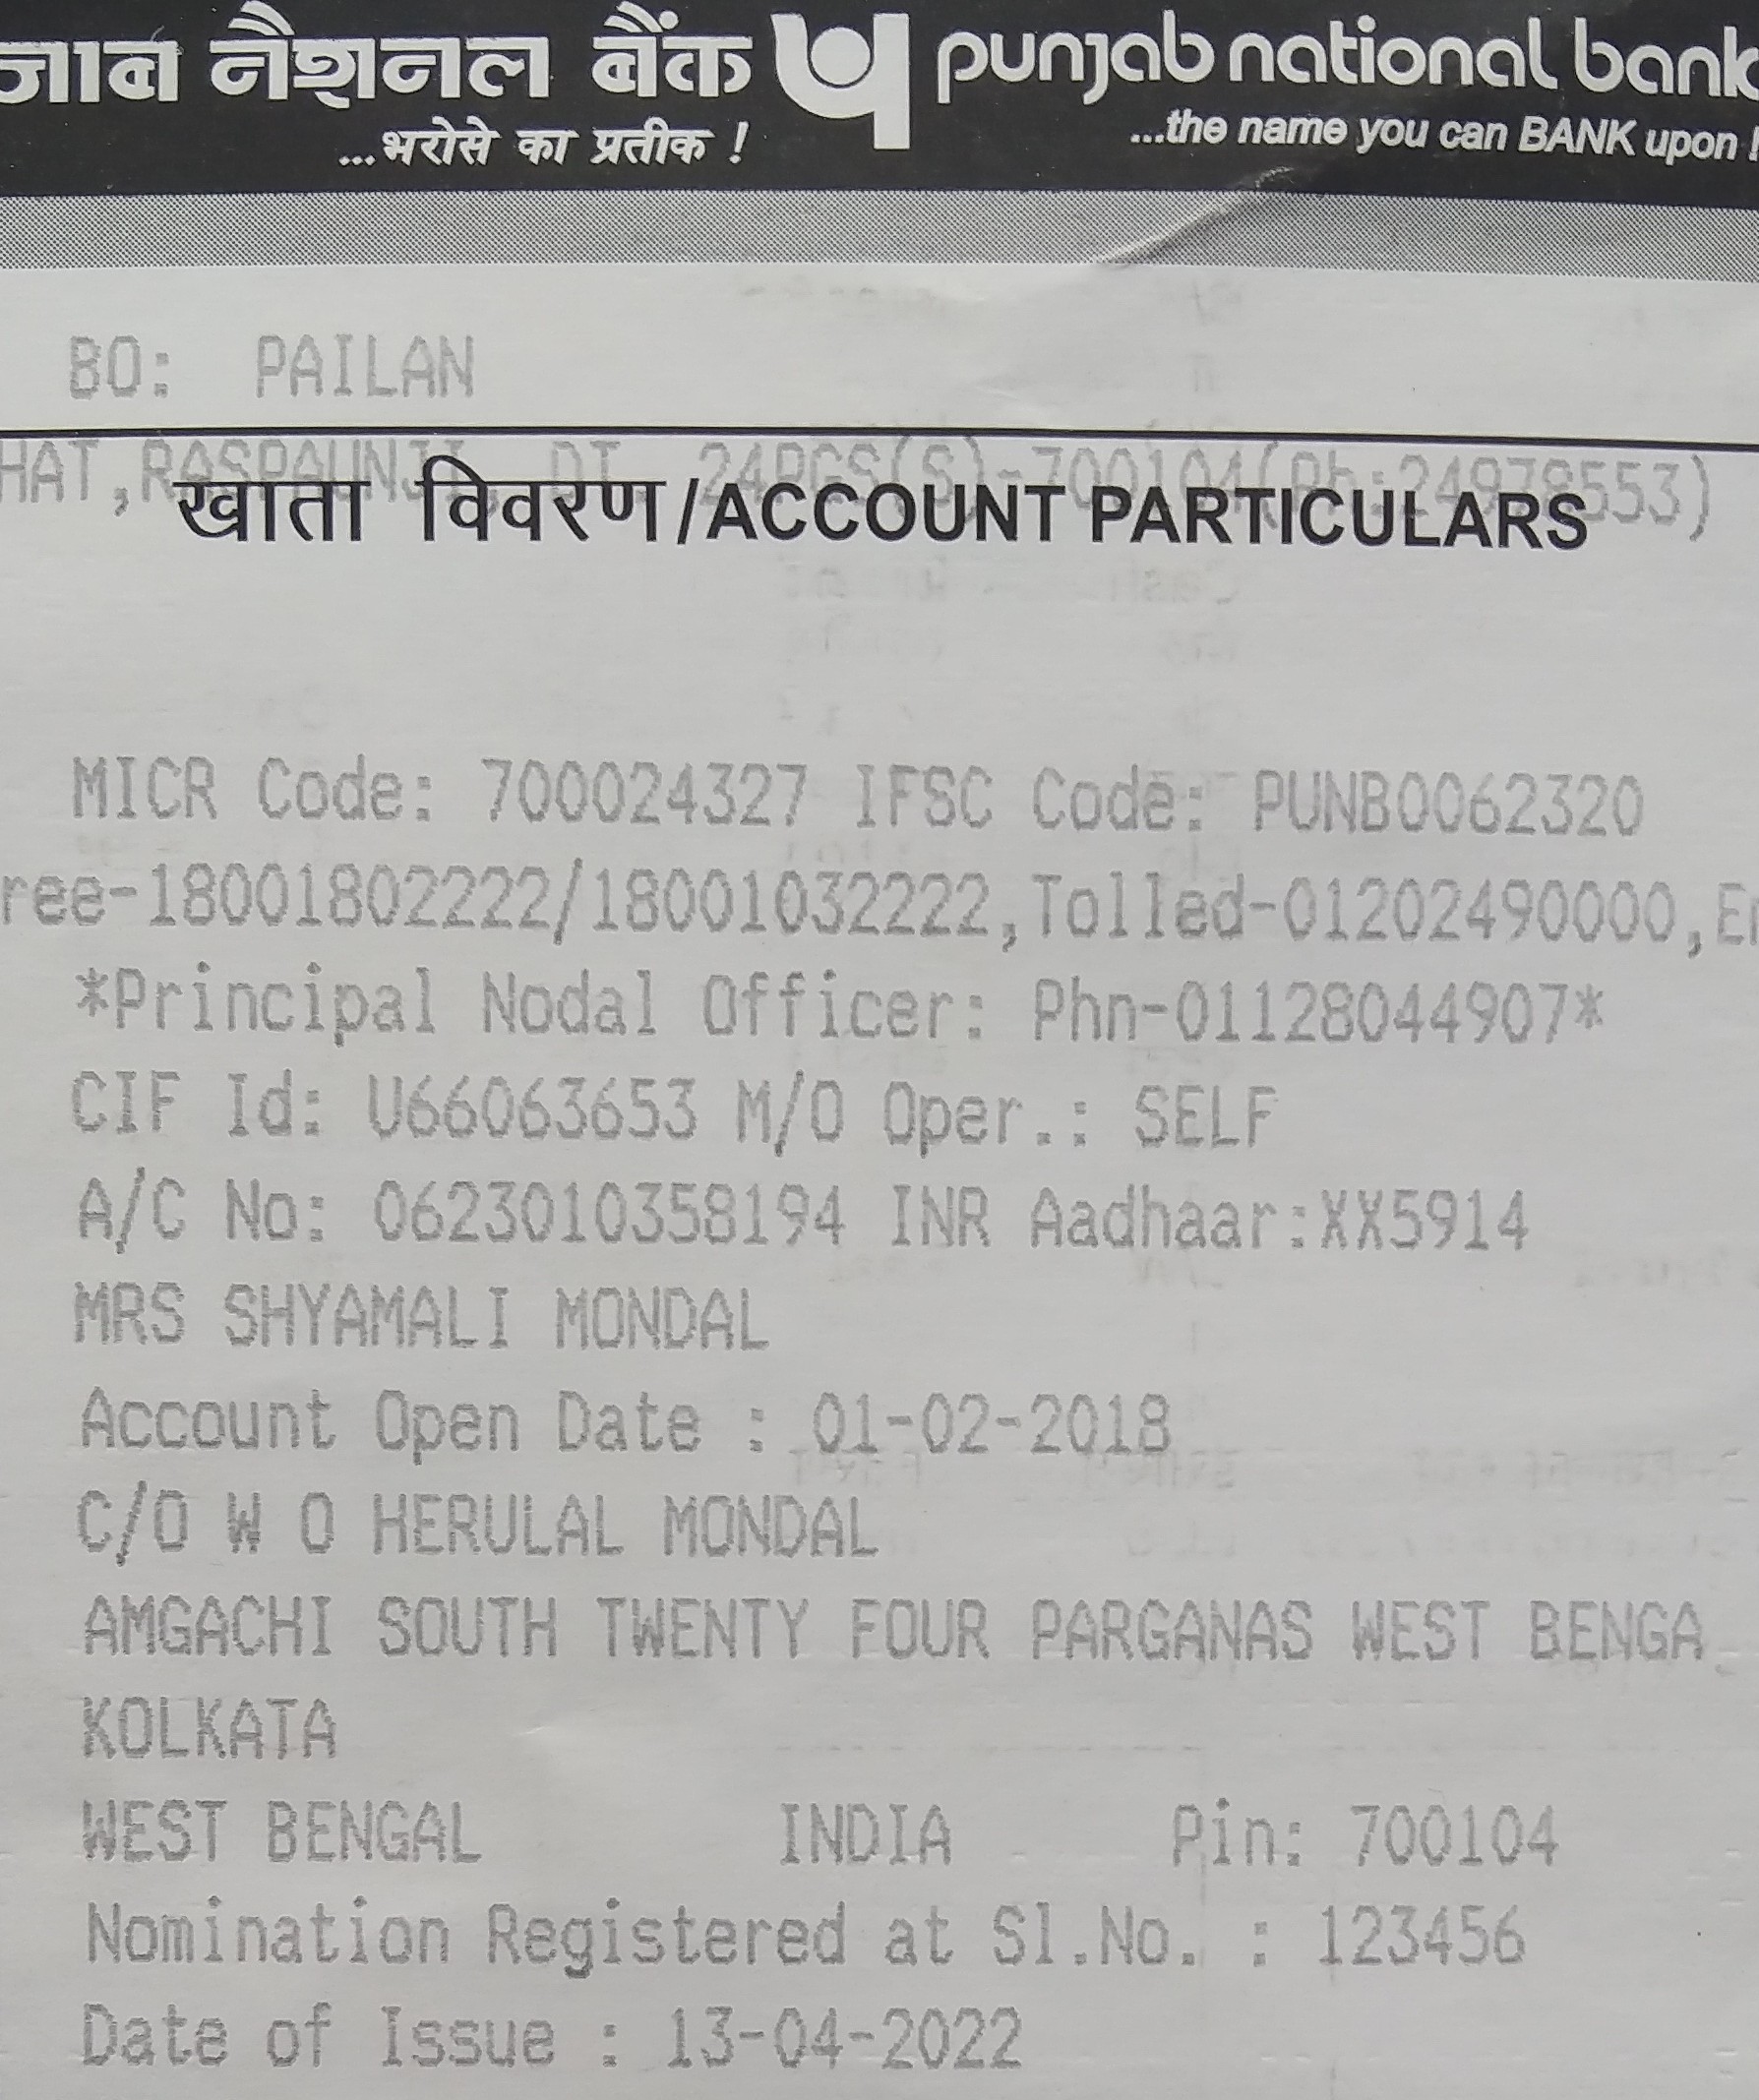 जाब नैशनल बैंक punjab national bank
...भरोसे का प्रतीक ! ...the name you can BANK upon !
BO: PAILAN
HAT,RASPAUNJI, DT. 24PGS(S)-700104(Ph:24978553)
खाता विवरण/ACCOUNT PARTICULARS
MICR Code: 700024327 IFSC Code: PUNB0062320
ree-18001802222/18001032222,Tolled-01202490000,Em
*Principal Nodal Officer: Phn-01128044907*
CIF Id: U66063653 M/O Oper.: SELF
A/C No: 0623010358194 INR Aadhaar:XX5914
MRS SHYAMALI MONDAL
Account Open Date : 01-02-2018
C/O W O HERULAL MONDAL
AMGACHI SOUTH TWENTY FOUR PARGANAS WEST BENGA
KOLKATA
WEST BENGAL INDIA Pin: 700104
Nomination Registered at Sl.No. : 123456
Date of Issue : 13-04-2022